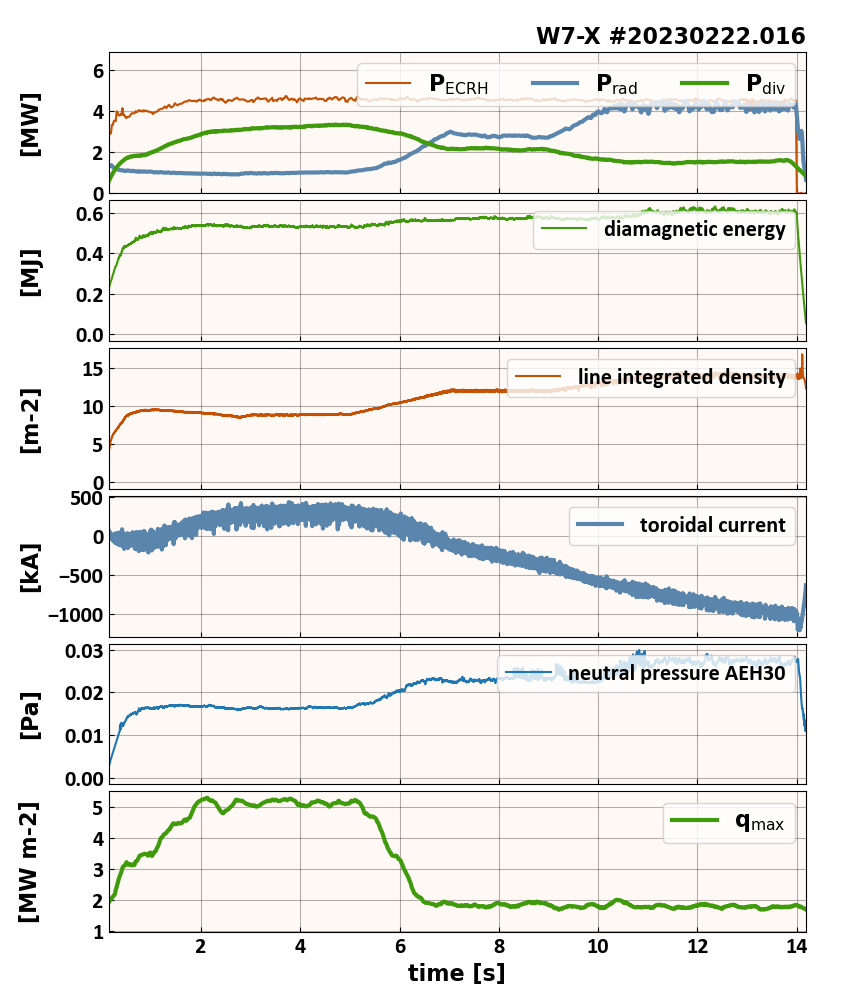 W7-X #20230222.016
[MW]
6
4
2
0
P_ECRH P_rad P_div
[MJ]
0.6
0.4
0.2
0.0
diamagnetic energy
[m-2]
15
10
5
0
line integrated density
[kA]
500
0
−500
−1000
toroidal current
[Pa]
0.03
0.02
0.01
0.00
neutral pressure AEH30
[MW m-2]
5
4
3
2
1
q_max
2 4 6 8 10 12 14
time [s]